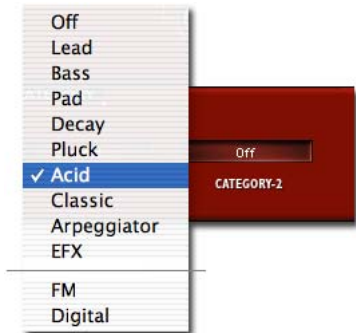 Off
Lead
Bass
Pad
Decay
Pluck
✓ Acid
Classic
Arpeggiator
EFX
FM
Digital
Off
CATEGORY-2